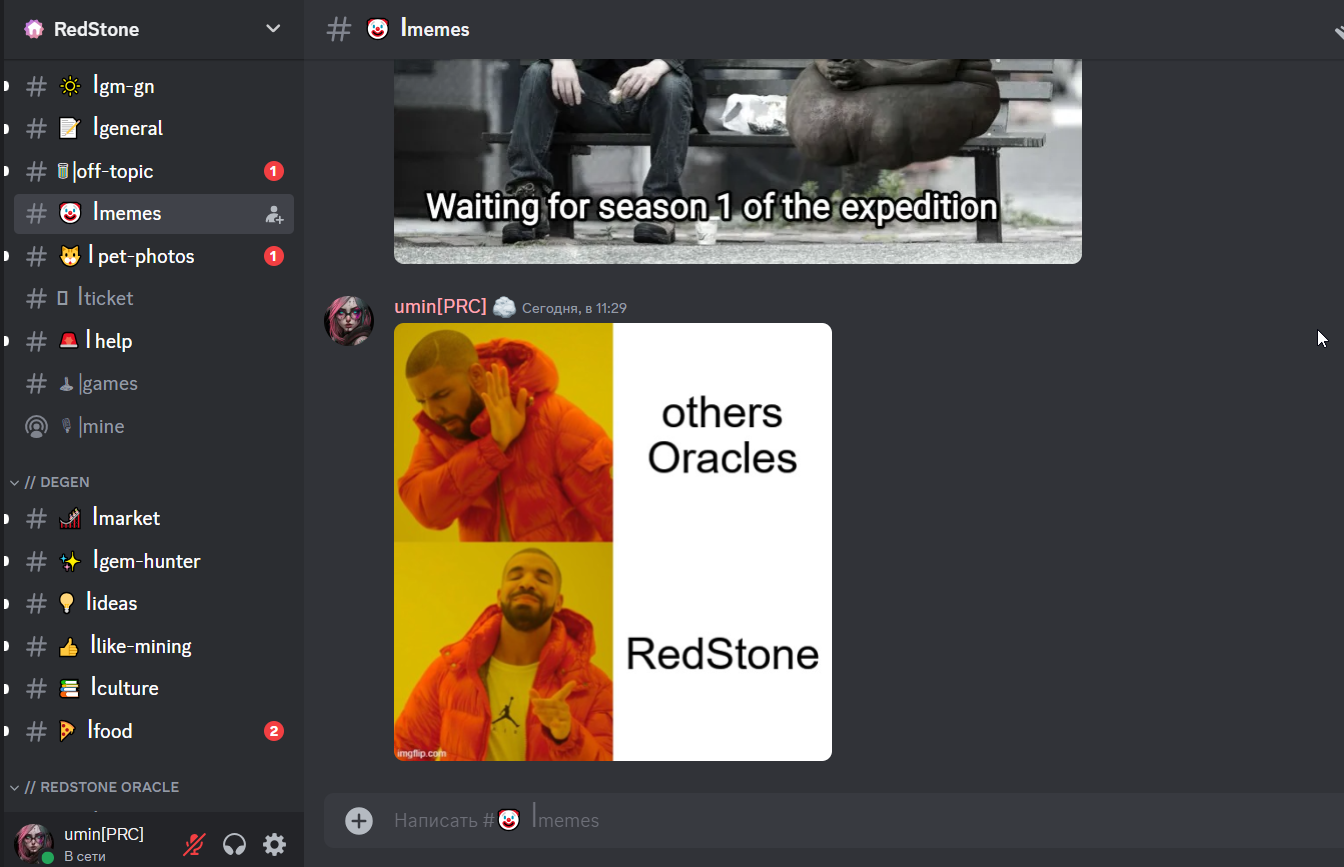 RedStone
|gm-gn
|general
|off-topic
1
|memes
| pet-photos
1
|ticket
| help
|games
|mine
// DEGEN
|market
|gem-hunter
|ideas
|like-mining
|culture
|food
2
// REDSTONE ORACLE
umin[PRC]
В сети
|memes
Waiting for season 1 of the expedition
umin[PRC]
Сегодня, в 11:29
others
Oracles
RedStone
imgflip.com
Написать # |memes